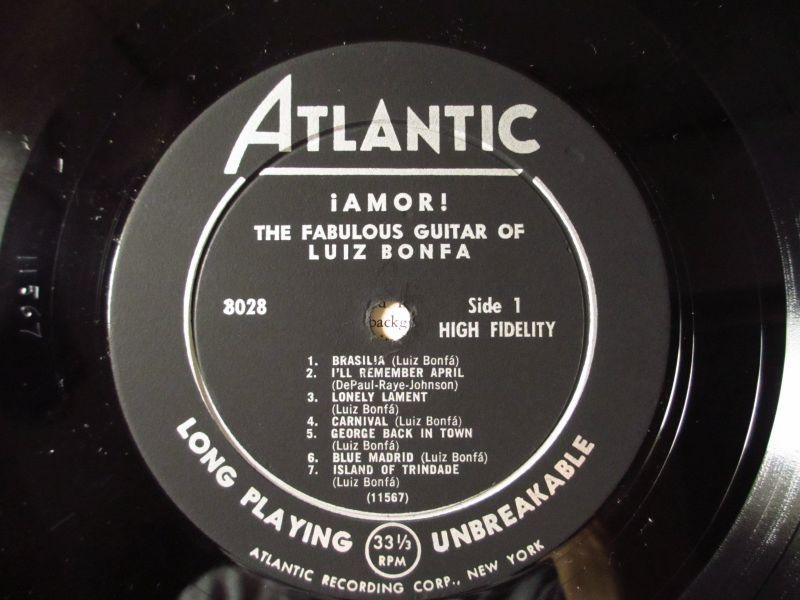 ATLANTIC
¡AMOR!
THE FABULOUS GUITAR OF
LUIZ BONFA
8028
Side 1
HIGH FIDELITY
backg
1. BRASILIA (Luiz Bonfá)
2. I'LL REMEMBER APRIL
(DePaul-Raye-Johnson)
3. LONELY LAMENT
(Luiz Bonfá)
4. CARNIVAL (Luiz Bonfá)
5. GEORGE BACK IN TOWN
(Luiz Bonfá)
6. BLUE MADRID (Luiz Bonfá)
7. ISLAND OF TRINDADE
(Luiz Bonfá)
(11567)
LONG PLAYING
33 1/3
RPM
UNBREAKABLE
ATLANTIC RECORDING CORP., NEW YORK